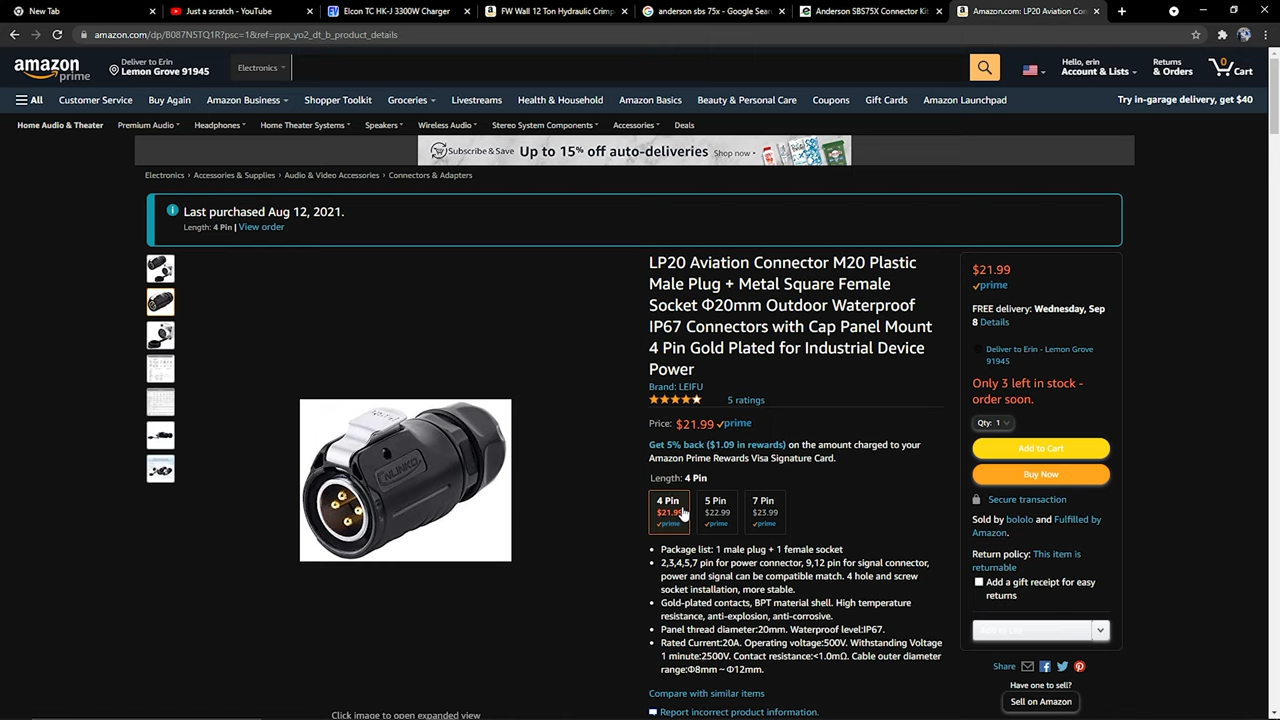 New Tab
Just a scratch - YouTube
Elcon TC HK-J 3300W Charger
FW Wall 12 Ton Hydraulic Crimp
anderson sbs 75x - Google Sear
Anderson SBS75X Connector Kit
Amazon.com: LP20 Aviation Con
amazon.com/dp/B087N5TQ1R?psc=1&ref=ppx_yo2_dt_b_product_details
amazon
prime
Deliver to Erin
Lemon Grove 91945
Electronics
Hello, erin
Account & Lists
Returns
& Orders
0
Cart
All
Customer Service
Buy Again
Amazon Business
Shopper Toolkit
Groceries
Livestreams
Health & Household
Amazon Basics
Beauty & Personal Care
Coupons
Gift Cards
Amazon Launchpad
Try in-garage delivery, get $40
Home Audio & Theater
Premium Audio
Headphones
Home Theater Systems
Speakers
Wireless Audio
Stereo System Components
Accessories
Deals
Subscribe & Save Up to 15% off auto-deliveries Shop now
Electronics › Accessories & Supplies › Audio & Video Accessories › Connectors & Adapters
Last purchased Aug 12, 2021.
Length: 4 Pin | View order
LP20 Aviation Connector M20 Plastic
Male Plug + Metal Square Female
Socket Φ20mm Outdoor Waterproof
IP67 Connectors with Cap Panel Mount
4 Pin Gold Plated for Industrial Device
Power
Brand: LEIFU
5 ratings
Price: $21.99 prime
Get 5% back ($1.09 in rewards) on the amount charged to your
Amazon Prime Rewards Visa Signature Card.
Length: 4 Pin
4 Pin
$21.99
prime
5 Pin
$22.99
prime
7 Pin
$23.99
prime
• Package list: 1 male plug + 1 female socket
• 2,3,4,5,7 pin for power connector, 9,12 pin for signal connector,
power and signal can be compatible match. 4 hole and screw
socket installation, more stable.
• Gold-plated contacts, BPT material shell. High temperature
resistance, anti-explosion, anti-corrosive.
• Panel thread diameter:20mm. Waterproof level:IP67.
• Rated Current:20A. Operating voltage:500V. Withstanding Voltage
1 minute:2500V. Contact resistance:<1.0mΩ. Cable outer diameter
range:Φ8mm ~ Φ12mm.
Compare with similar items
Report incorrect product information.
Click image to open expanded view
$21.99
prime
FREE delivery: Wednesday, Sep
8 Details
Deliver to Erin - Lemon Grove
91945
Only 3 left in stock -
order soon.
Qty: 1
Add to Cart
Buy Now
Secure transaction
Sold by bololo and Fulfilled by
Amazon.
Return policy: This item is
returnable
Add a gift receipt for easy
returns
Share
Have one to sell?
Sell on Amazon